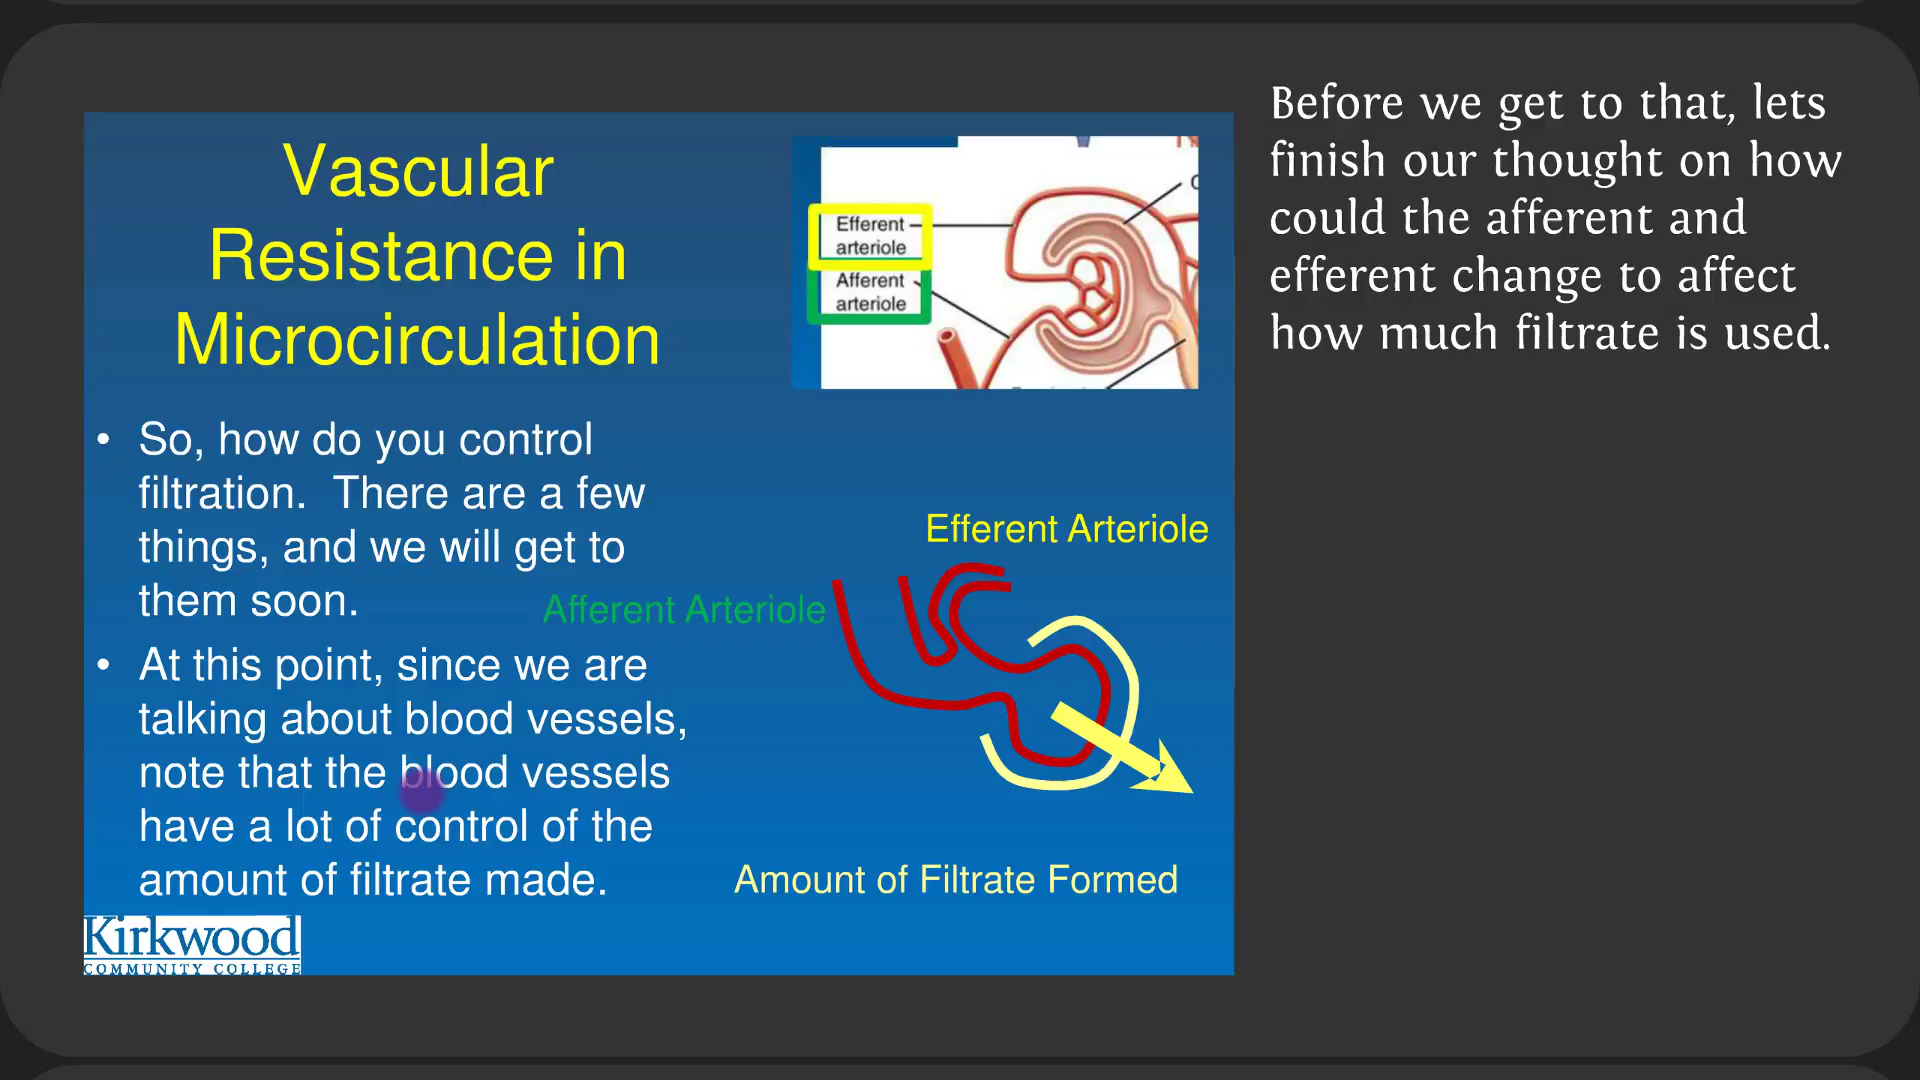 Vascular
Resistance in
Microcirculation
• So, how do you control
filtration. There are a few
things, and we will get to
them soon.
• At this point, since we are
talking about blood vessels,
note that the blood vessels
have a lot of control of the
amount of filtrate made.
Efferent
arteriole
Afferent
arteriole
Efferent Arteriole
Afferent Arteriole
Amount of Filtrate Formed
Kirkwood
COMMUNITY COLLEGE
Before we get to that, lets
finish our thought on how
could the afferent and
efferent change to affect
how much filtrate is used.